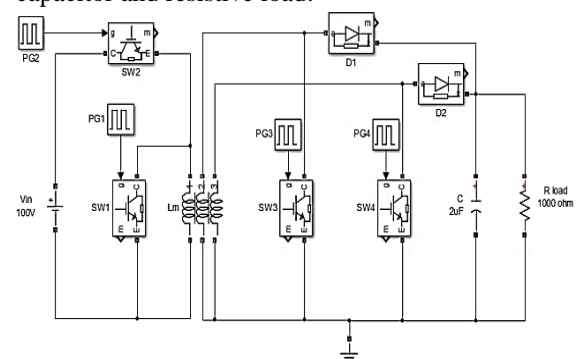 capacitor and resistive load.
PG2
g
m
C
E
SW2
a
m
D1
a
m
D2
PG1
PG3
PG4
Vin
100V
SW1
g
C
m
E
Lm
1
2
3
SW3
g
C
m
E
SW4
g
C
m
E
C
2uF
R load
1000 ohm